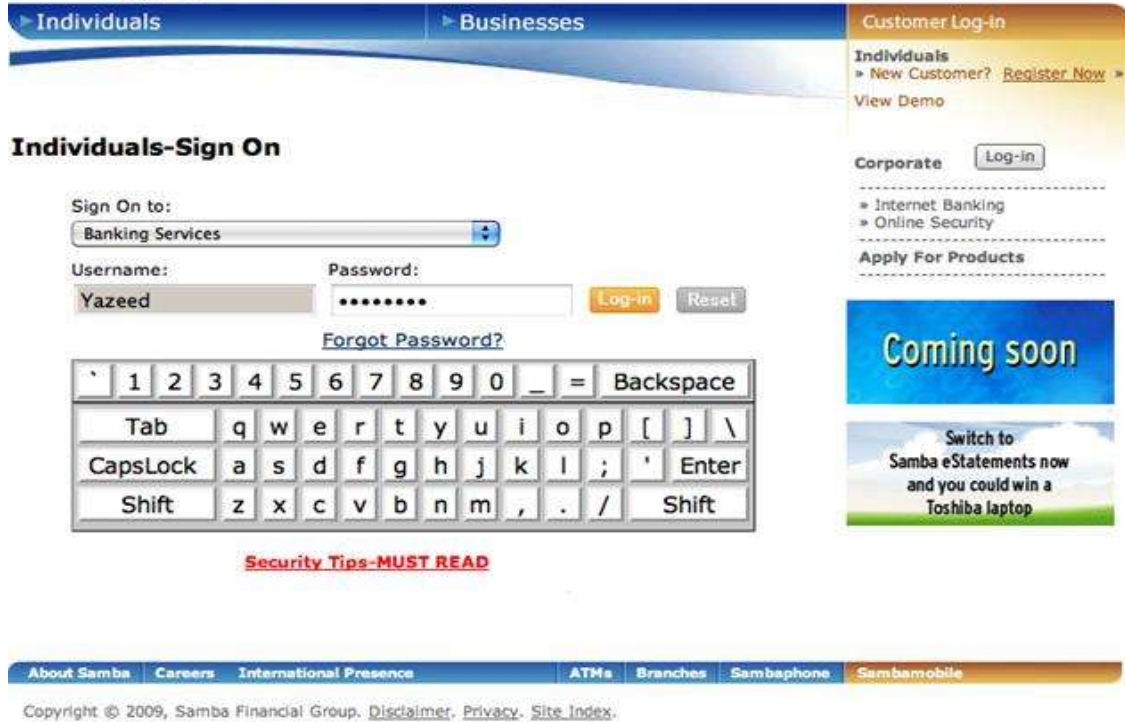 Individuals
Businesses
Customer Log-in
Individuals
» New Customer? Register Now »
View Demo
Individuals-Sign On
Corporate Log-in
Sign On to:
Banking Services
» Internet Banking
» Online Security
Apply For Products
Username: Password:
Yazeed •••••••• Log-in Reset
Forgot Password?
` 1 2 3 4 5 6 7 8 9 0 _ = Backspace
Tab q w e r t y u i o p [ ] \
CapsLock a s d f g h j k l ; ' Enter
Shift z x c v b n m , . / Shift
Security Tips-MUST READ
Coming soon
Switch to
Samba eStatements now
and you could win a
Toshiba laptop
About Samba Careers International Presence ATMs Branches Sambaphone Sambamobile
Copyright © 2009, Samba Financial Group. Disclaimer. Privacy. Site Index.